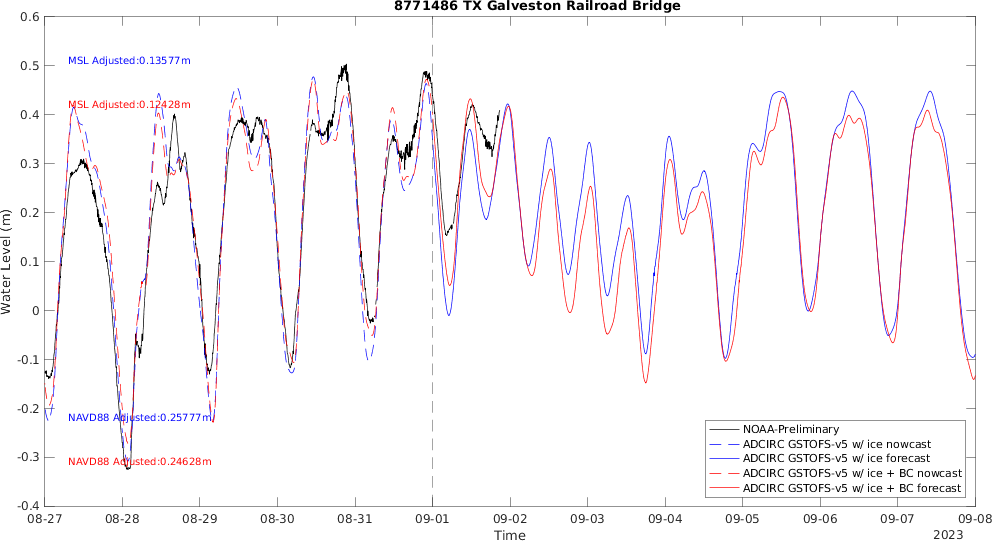 8771486 TX Galveston Railroad Bridge
0.6
0.5
0.4
0.3
0.2
0.1
0
-0.1
-0.2
-0.3
-0.4
Water Level (m)
MSL Adjusted:0.13577m
MSL Adjusted:0.12428m
NAVD88 Adjusted:0.25777m
NAVD88 Adjusted:0.24628m
NOAA-Preliminary
ADCIRC GSTOFS-v5 w/ ice nowcast
ADCIRC GSTOFS-v5 w/ ice forecast
ADCIRC GSTOFS-v5 w/ ice + BC nowcast
ADCIRC GSTOFS-v5 w/ ice + BC forecast
08-27 08-28 08-29 08-30 08-31 09-01 09-02 09-03 09-04 09-05 09-06 09-07 09-08
Time
2023